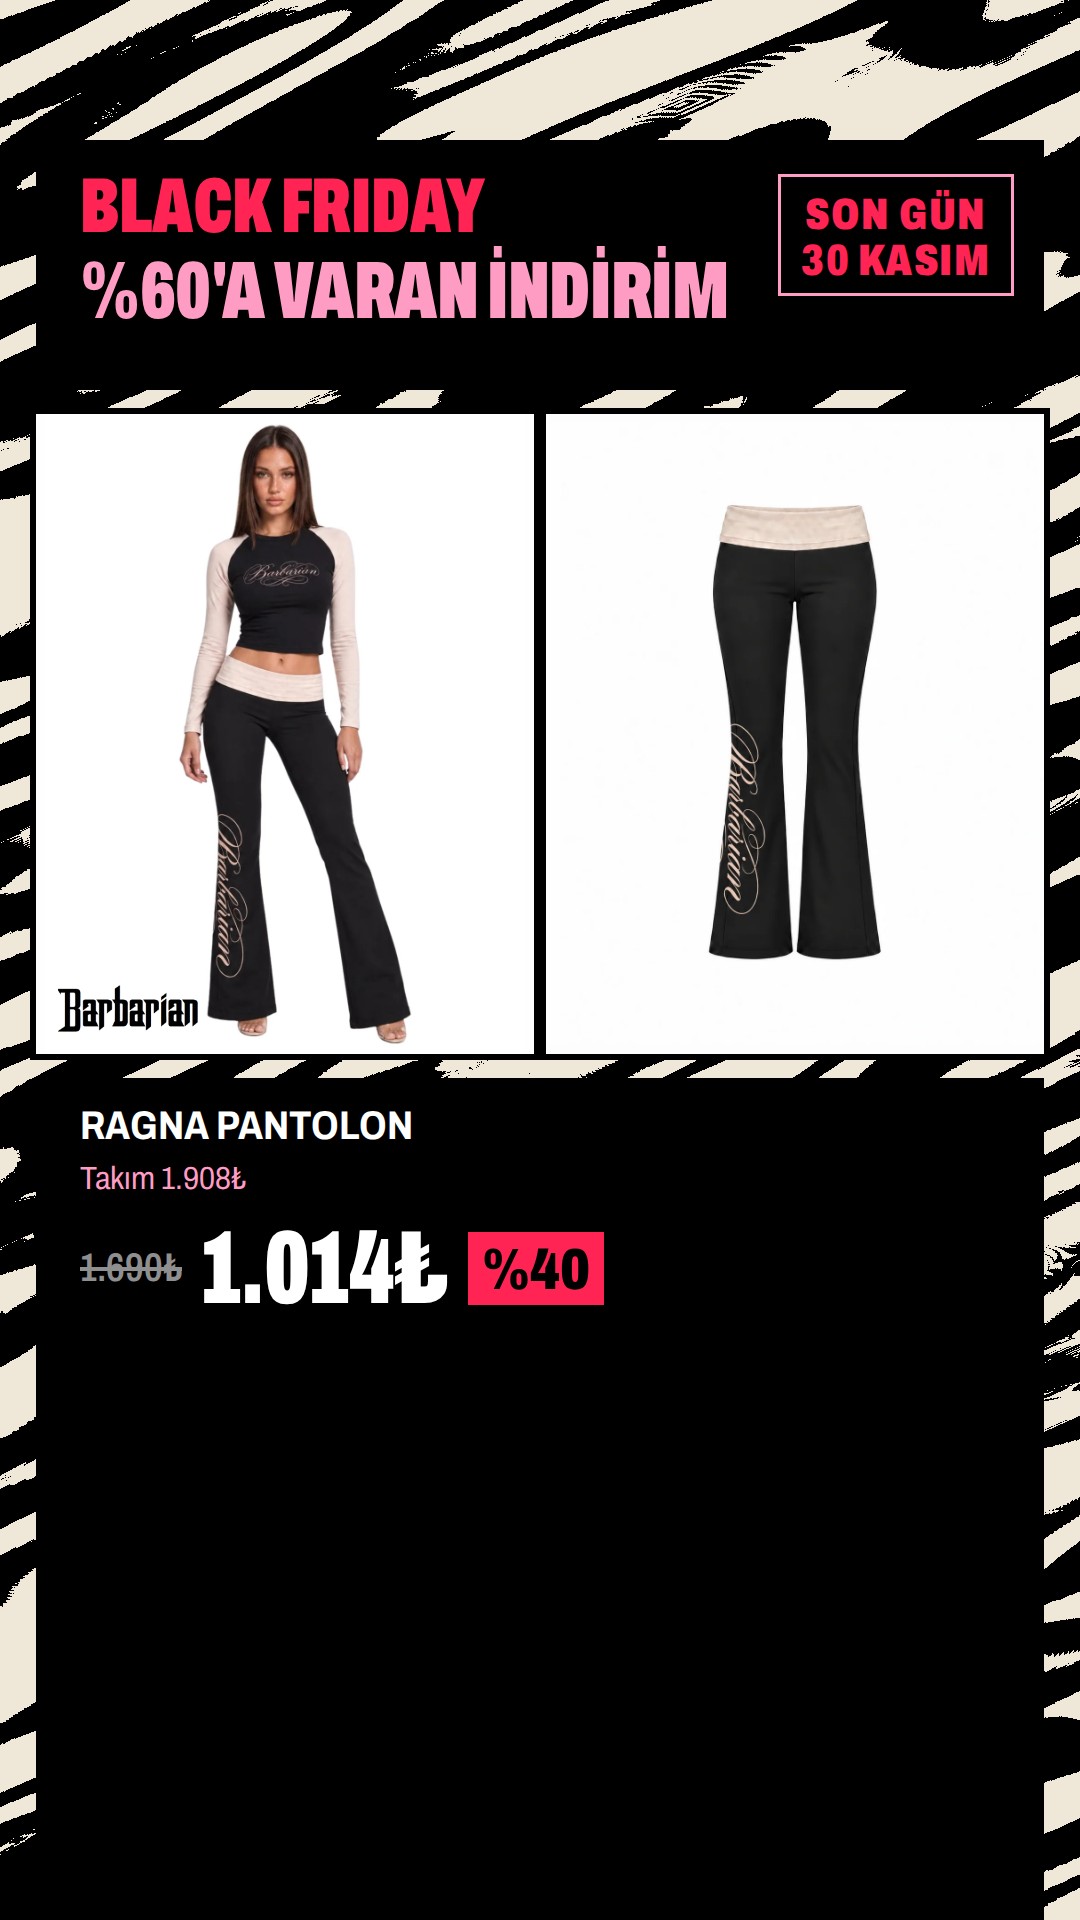 BLACK FRIDAY
%60'A VARAN İNDİRİM
SON GÜN
30 KASIM
Barbarian
Barbarian
Barbarian
Barbarian
RAGNA PANTOLON
Takım 1.908₺
1.690₺ 1.014₺ %40